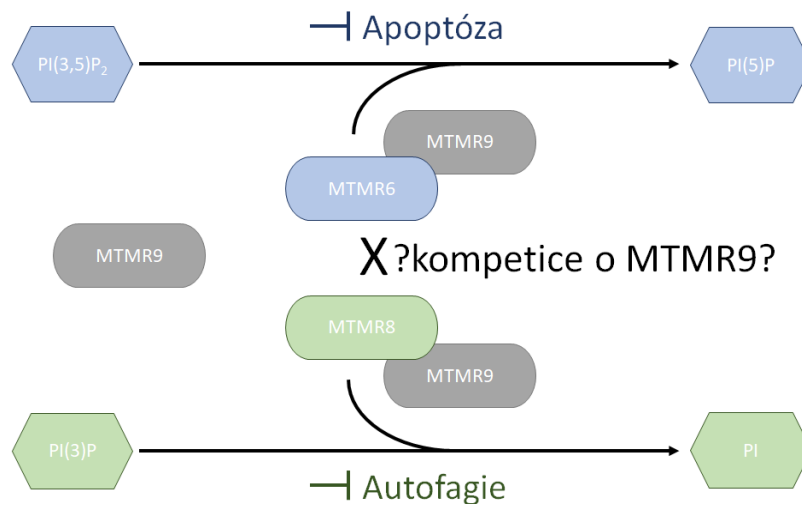 Apoptóza
PI(3,5)P₂
PI(5)P
MTMR9
MTMR6
MTMR9
X ?kompetice o MTMR9?
MTMR8
MTMR9
PI(3)P
PI
Autofagie